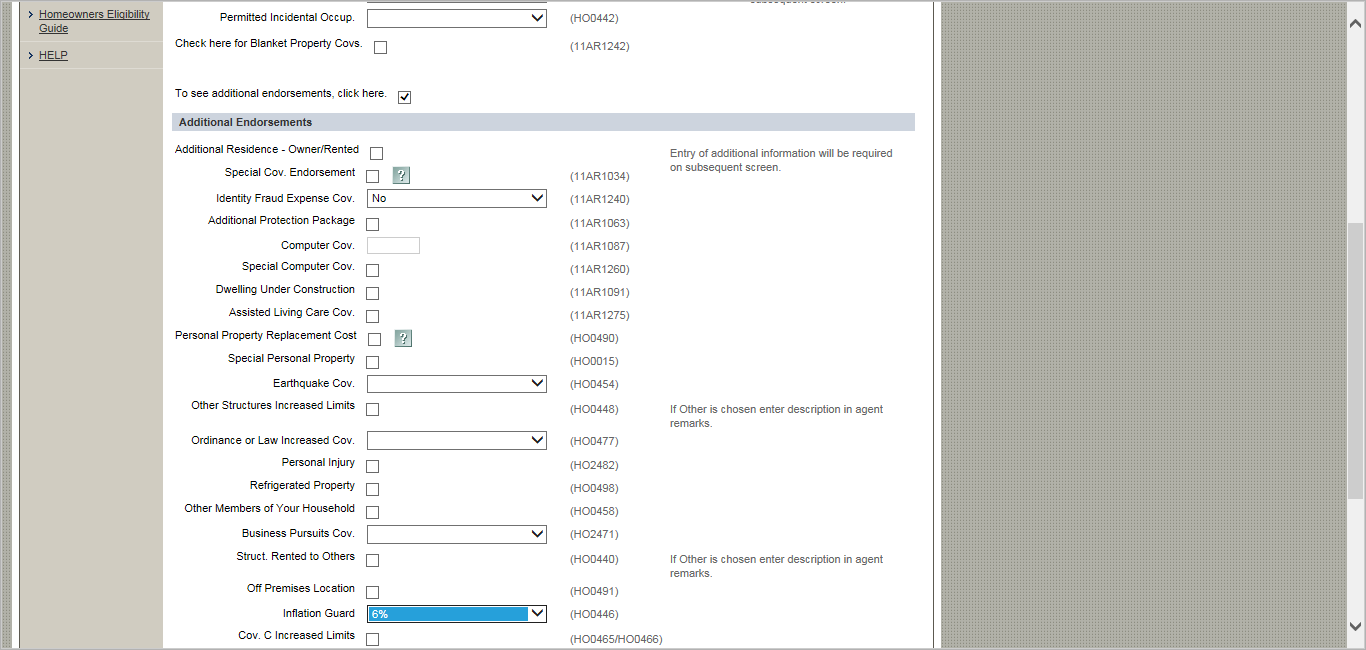 Homeowners Eligibility
Guide
HELP
subsequent screen.
Permitted Incidental Occup.
(HO0442)
Check here for Blanket Property Covs.
(11AR1242)
To see additional endorsements, click here.
Additional Endorsements
Additional Residence - Owner/Rented
Entry of additional information will be required
on subsequent screen.
Special Cov. Endorsement
?
(11AR1034)
Identity Fraud Expense Cov.
No
(11AR1240)
Additional Protection Package
(11AR1063)
Computer Cov.
(11AR1087)
Special Computer Cov.
(11AR1260)
Dwelling Under Construction
(11AR1091)
Assisted Living Care Cov.
(11AR1275)
Personal Property Replacement Cost
?
(HO0490)
Special Personal Property
(HO0015)
Earthquake Cov.
(HO0454)
Other Structures Increased Limits
(HO0448)
If Other is chosen enter description in agent
remarks.
Ordinance or Law Increased Cov.
(HO0477)
Personal Injury
(HO2482)
Refrigerated Property
(HO0498)
Other Members of Your Household
(HO0458)
Business Pursuits Cov.
(HO2471)
Struct. Rented to Others
(HO0440)
If Other is chosen enter description in agent
remarks.
Off Premises Location
(HO0491)
Inflation Guard
6%
(HO0446)
Cov. C Increased Limits
(HO0465/HO0466)